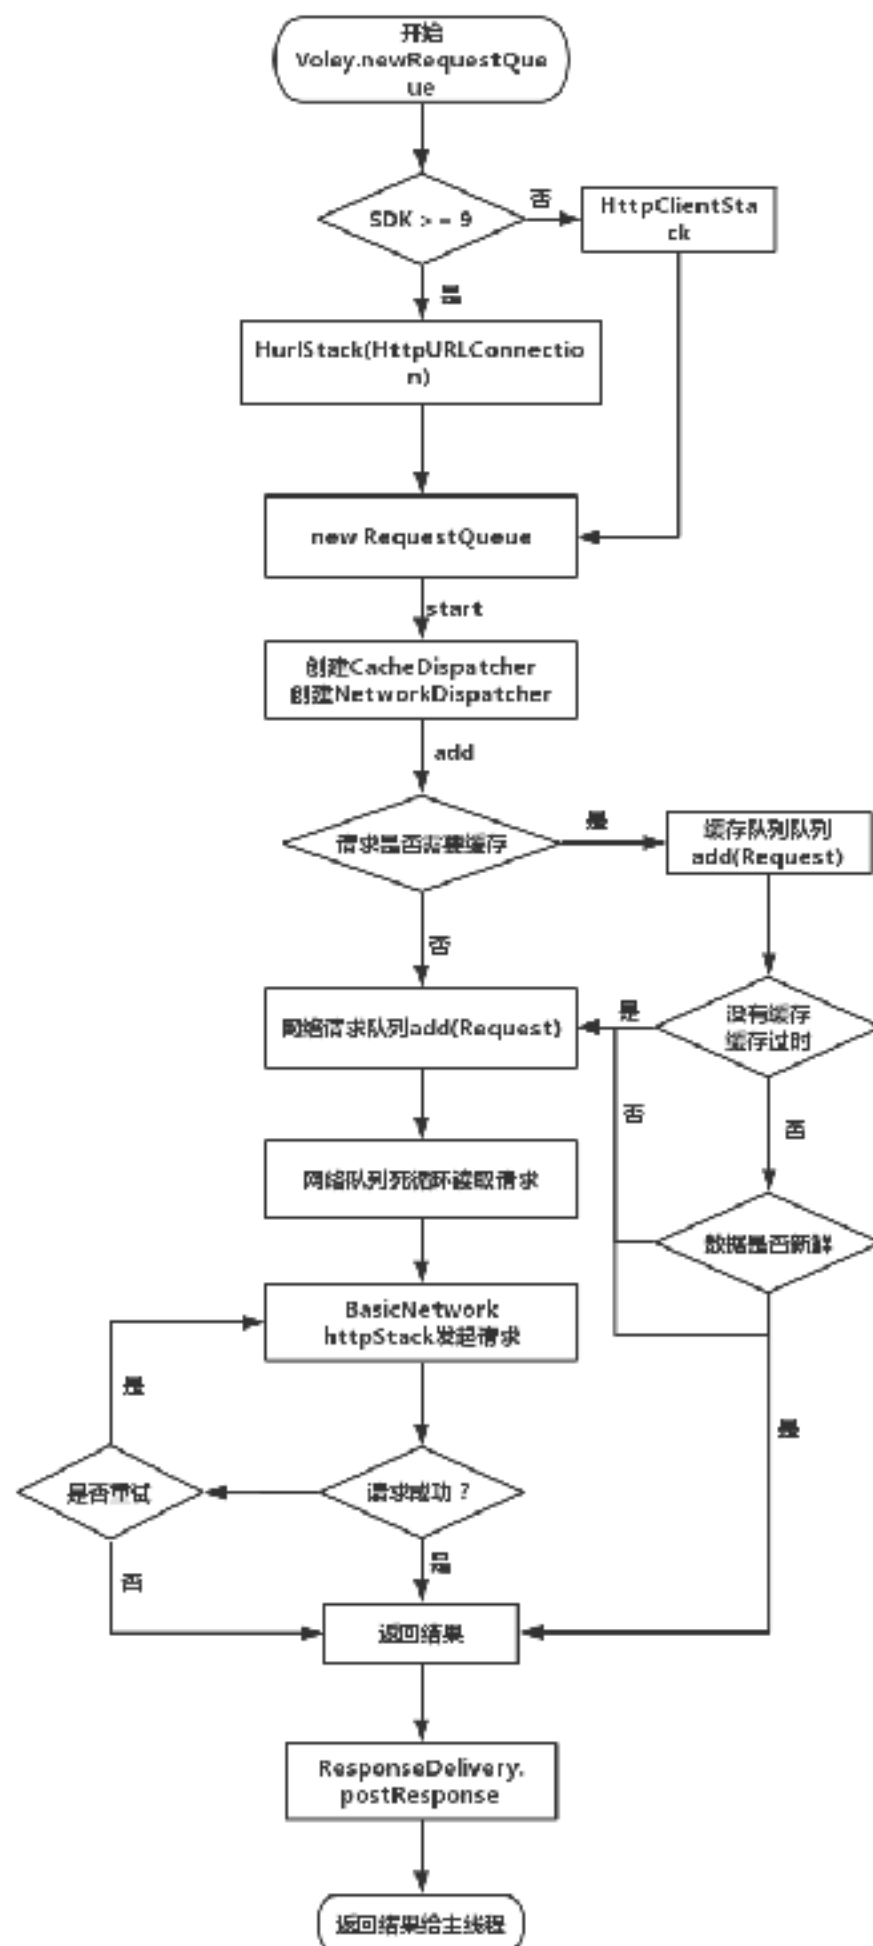 开始
Voley.newRequestQue
ue
SDK > = 9
否
HttpClientSta
ck
是
HurlStack(HttpURLConnectio
n)
new RequestQueue
start
创建CacheDispatcher
创建NetworkDispatcher
add
请求是否需要缓存
是
缓存队列队列
add(Request)
否
网络请求队列add(Request)
是
没有缓存
缓存过时
否
否
网络队列死循环读取请求
数据是否新鲜
BasicNetwork
httpStack发起请求
是
是
是否重试
请求成功？
否
是
返回结果
ResponseDelivery.
postResponse
返回结果给主线程